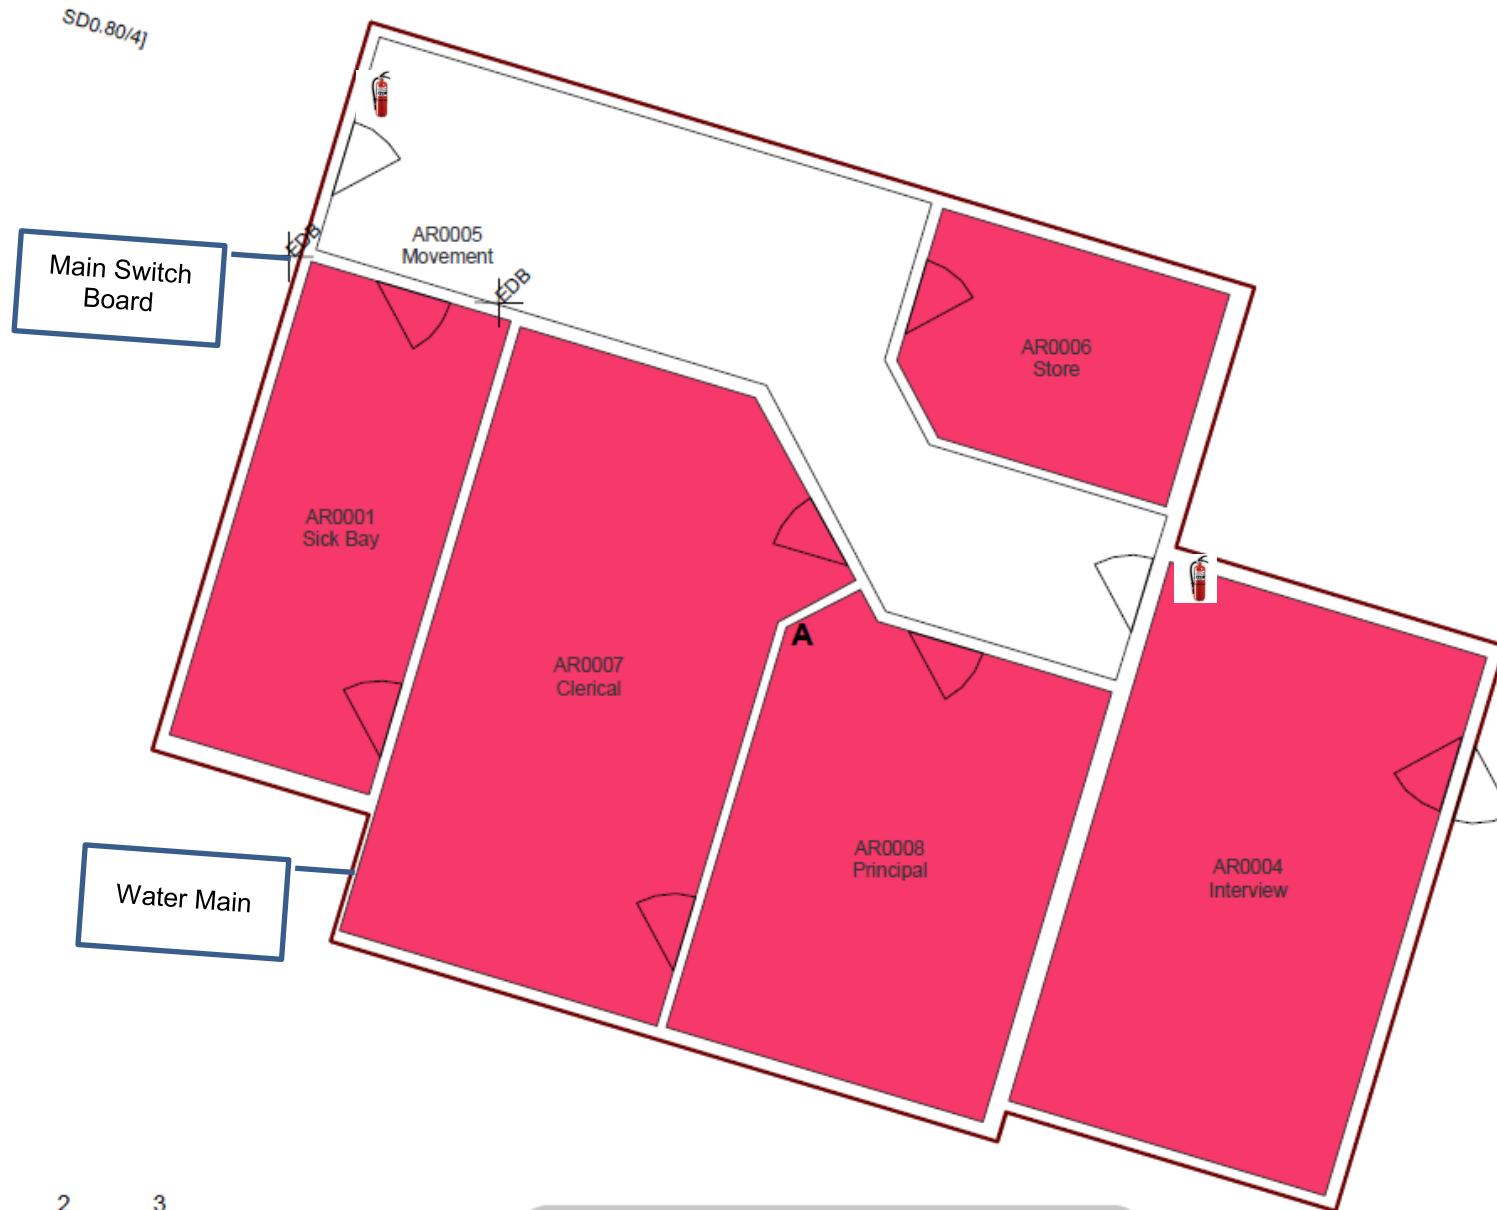 SD0.80/4]
EDB
AR0005
Movement
Main Switch
Board
EDB
AR0006
Store
AR0001
Sick Bay
A
AR0007
Clerical
AR0008
Principal
AR0004
Interview
Water Main
2 3